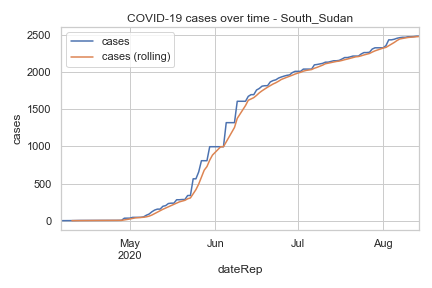 COVID-19 cases over time - South_Sudan
cases
cases (rolling)
2500
2000
1500
1000
500
0
cases
May
2020
Jun
Jul
Aug
dateRep